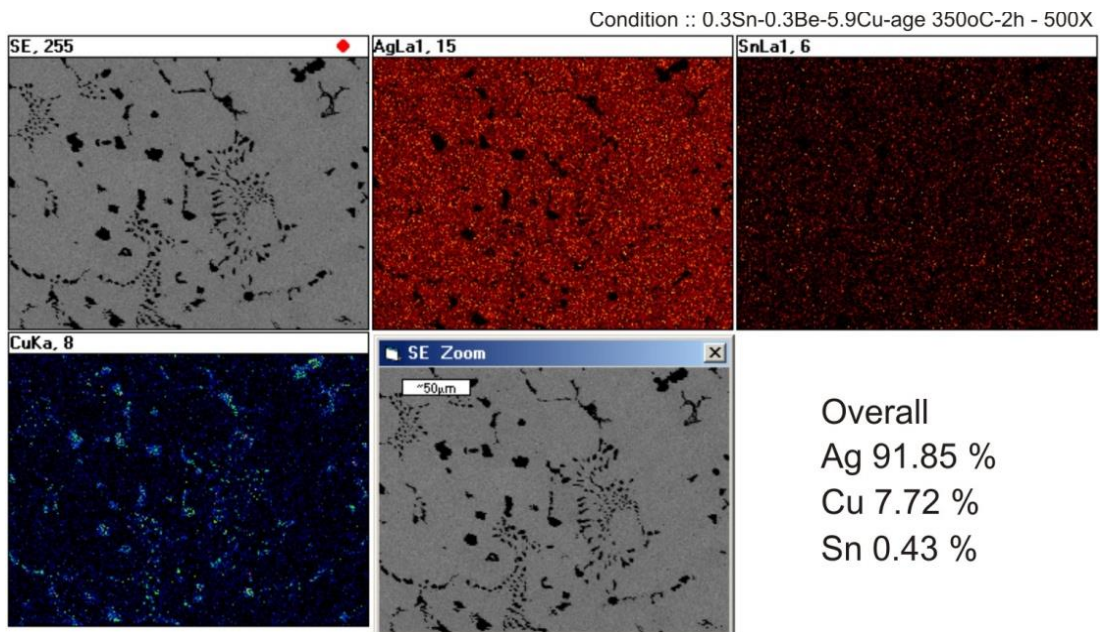 Condition :: 0.3Sn-0.3Be-5.9Cu-age 350oC-2h - 500X
SE, 255
AgLa1, 15
SnLa1, 6
CuKa, 8
SE Zoom
~50µm
Overall
Ag 91.85 %
Cu 7.72 %
Sn 0.43 %